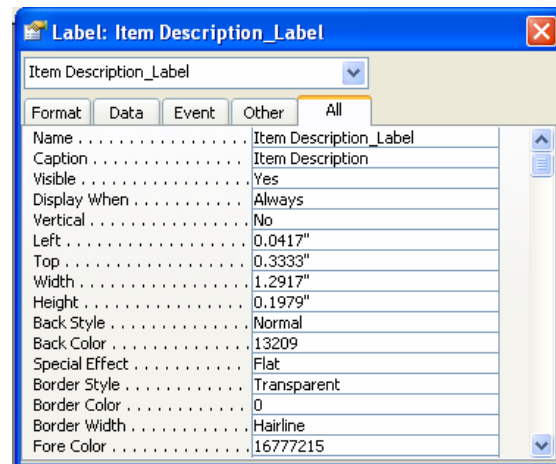 Label: Item Description_Label
Item Description_Label
Format Data Event Other All
Name . . . . . . . . . . . . . . . . . Item Description_Label
Caption . . . . . . . . . . . . . . . Item Description
Visible . . . . . . . . . . . . . . . . . Yes
Display When . . . . . . . . . . . Always
Vertical . . . . . . . . . . . . . . . . No
Left . . . . . . . . . . . . . . . . . . . 0.0417"
Top . . . . . . . . . . . . . . . . . . . 0.3333"
Width . . . . . . . . . . . . . . . . . 1.2917"
Height . . . . . . . . . . . . . . . . . 0.1979"
Back Style . . . . . . . . . . . . . . Normal
Back Color . . . . . . . . . . . . . . 13209
Special Effect . . . . . . . . . . . Flat
Border Style . . . . . . . . . . . . Transparent
Border Color . . . . . . . . . . . . 0
Border Width . . . . . . . . . . . . Hairline
Fore Color . . . . . . . . . . . . . . 16777215